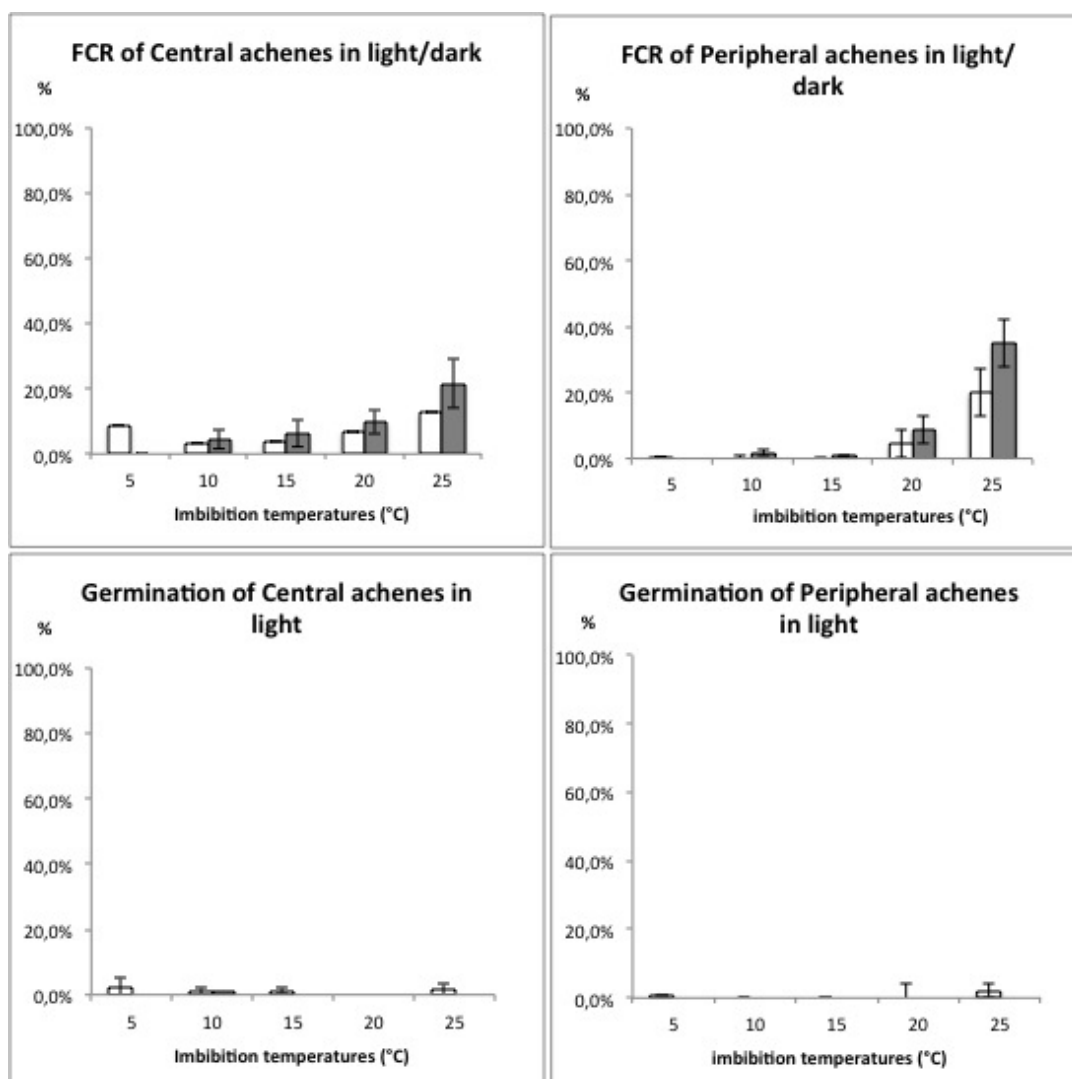 FCR of Central achenes in light/dark
%
100,0%
80,0%
60,0%
40,0%
20,0%
0,0%
5 10 15 20 25
Imbibition temperatures (°C)
FCR of Peripheral achenes in light/
dark
%
100,0%
80,0%
60,0%
40,0%
20,0%
0,0%
5 10 15 20 25
imbibition temperatures (°C)
Germination of Central achenes in
light
%
100,0%
80,0%
60,0%
40,0%
20,0%
0,0%
5 10 15 20 25
Imbibition temperatures (°C)
Germination of Peripheral achenes
in light
%
100,0%
80,0%
60,0%
40,0%
20,0%
0,0%
5 10 15 20 25
imbibition temperatures (°C)